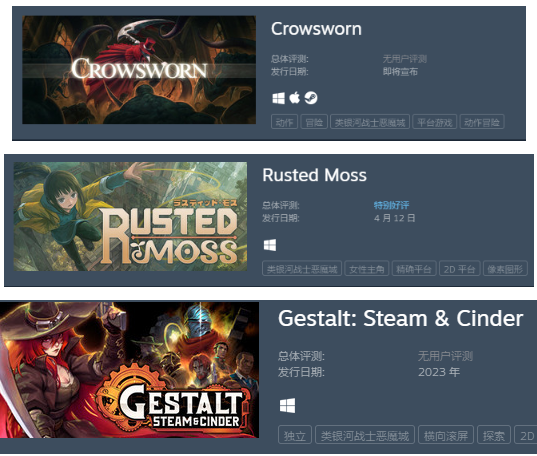 CROWSWORN
Crowsworn
总体评测: 无用户评测
发行日期: 即将宣布
动作 冒险 类银河战士恶魔城 平台游戏 动作冒险
ラスティッド・モス
RUSTED
MOSS
Rusted Moss
总体评测: 特别好评
发行日期: 4 月 12 日
类银河战士恶魔城 女性主角 精确平台 2D 平台 像素图形
GESTALT
STEAM & CINDER
Gestalt: Steam & Cinder
总体评测: 无用户评测
发行日期: 2023 年
独立 类银河战士恶魔城 横向滚屏 探索 2D